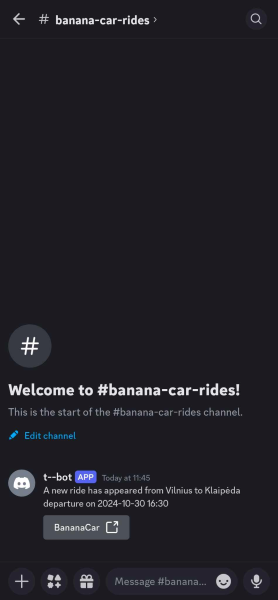 # banana-car-rides ›
#
Welcome to #banana-car-rides!
This is the start of the #banana-car-rides channel.
Edit channel
t--bot APP Today at 11:45
A new ride has appeared from Vilnius to Klaipėda
departure on 2024-10-30 16:30
BananaCar
Message #banana...